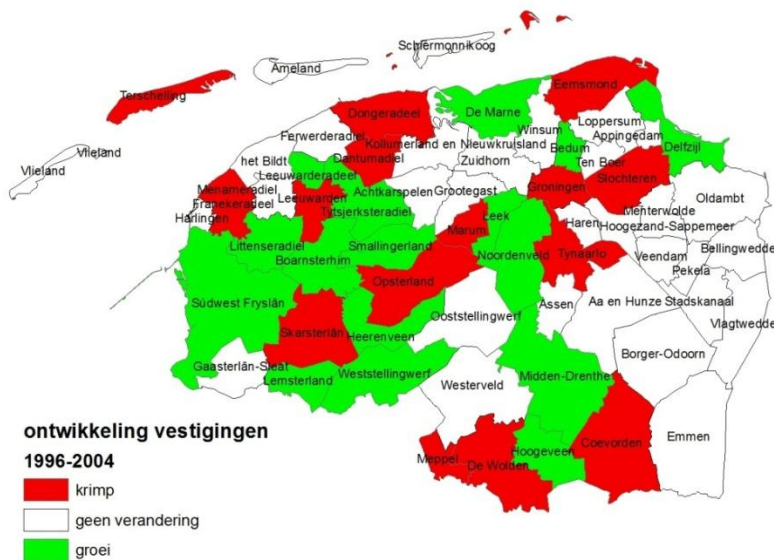 Schiermonnikoog
Ameland
Terschelling
Eemsmond
Dongeradeel
De Marne
Ferwerderadiel
Loppersum
Winsum
Appingedam
Vlieland
Vlieland
Kollumerland en Nieuwkruisland
Bedum
Delfzijl
het Bildt
Dantumadiel
Zuidhorn
Ten Boer
Leeuwarderadeel
Slochteren
Menameradiel
Achtkarspelen
Grootegast
Groningen
Franekeradeel
Leeuwarden
Oldambt
Harlingen
Tytsjerksteradiel
Leek
Menterwolde
Littenseradiel
Smallingerland
Marum
Haren
Hoogezand-Sappemeer
Boarnsterhim
Noordenveld
Tynaarlo
Veendam
Bellingwedde
Pekela
Opsterland
Súdwest Fryslân
Assen
Aa en Hunze
Stadskanaal
Skarsterlân
Ooststellingwerf
Heerenveen
Vlagtwedde
Gaasterlân-Sleat
Borger-Odoorn
Lemsterland
Weststellingwerf
Westerveld
Midden-Drenthe
Emmen
Meppel
De Wolden
Hoogeveen
Coevorden
ontwikkeling vestigingen
1996-2004
krimp
geen verandering
groei